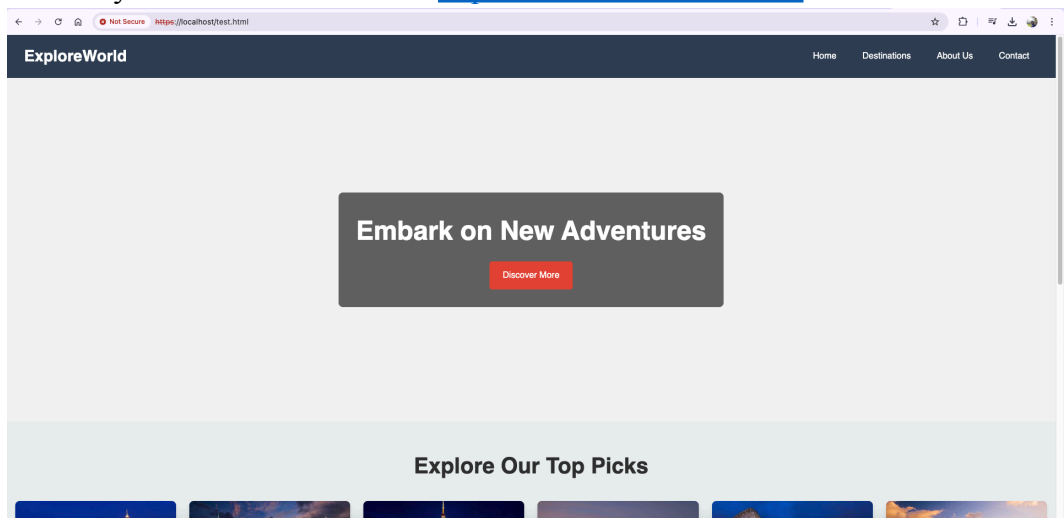 Not Secure https://localhost/test.html
ExploreWorld
Home Destinations About Us Contact
Embark on New Adventures
Discover More
Explore Our Top Picks